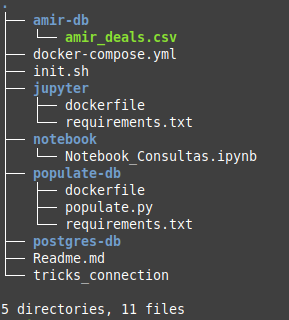 .
├── amir-db
│   └── amir_deals.csv
├── docker-compose.yml
├── init.sh
├── jupyter
│   ├── dockerfile
│   └── requirements.txt
├── notebook
│   └── Notebook_Consultas.ipynb
├── populate-db
│   ├── dockerfile
│   ├── populate.py
│   └── requirements.txt
├── postgres-db
├── Readme.md
└── tricks_connection
5 directories, 11 files